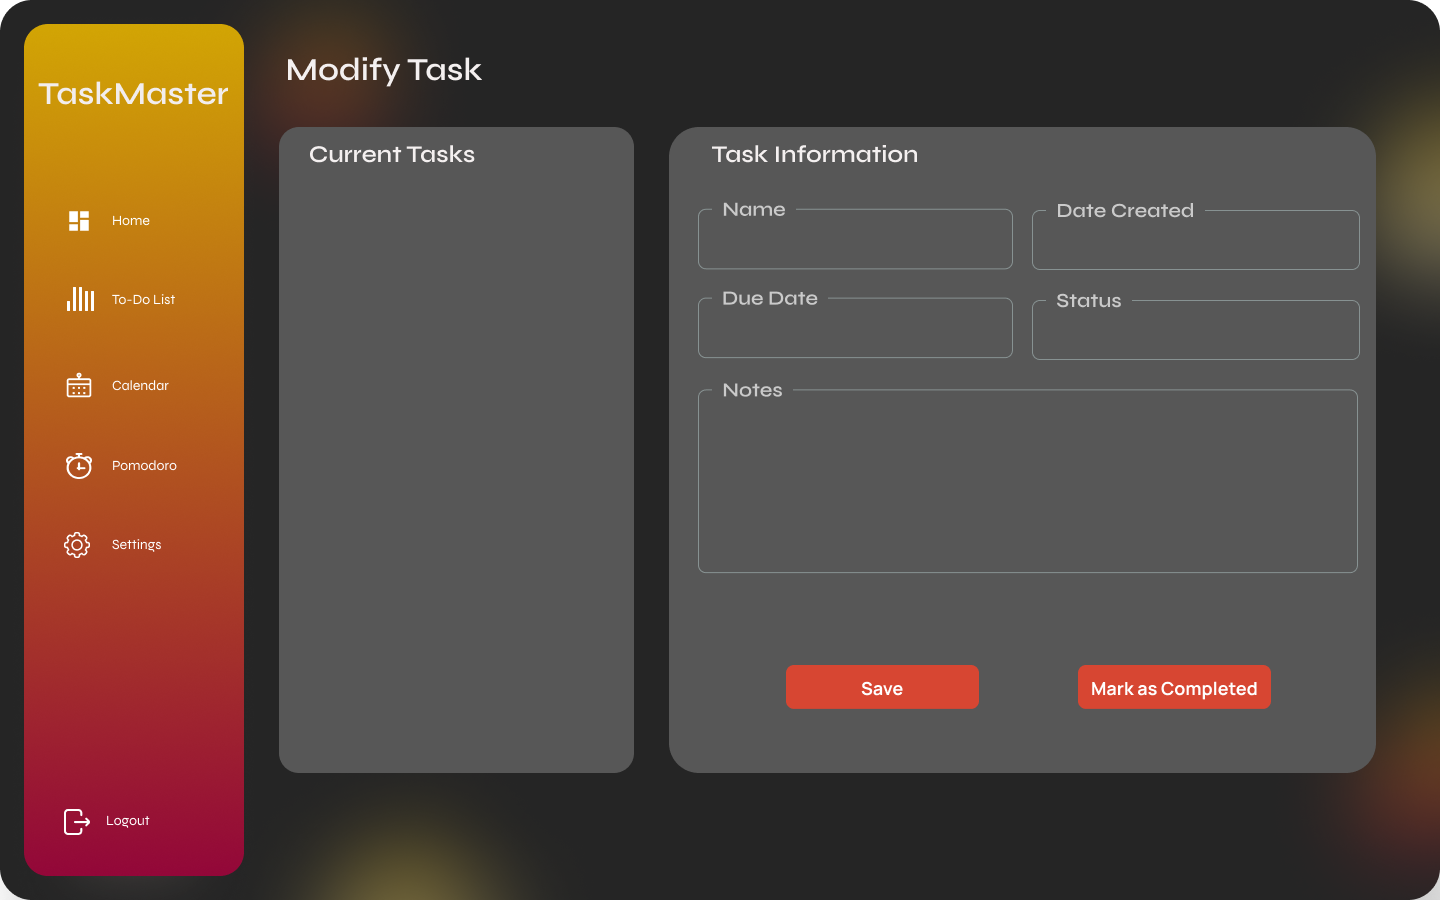 TaskMaster
Home
To-Do List
Calendar
Pomodoro
Settings
Logout
Modify Task
Current Tasks
Task Information
Name
Date Created
Due Date
Status
Notes
Save
Mark as Completed